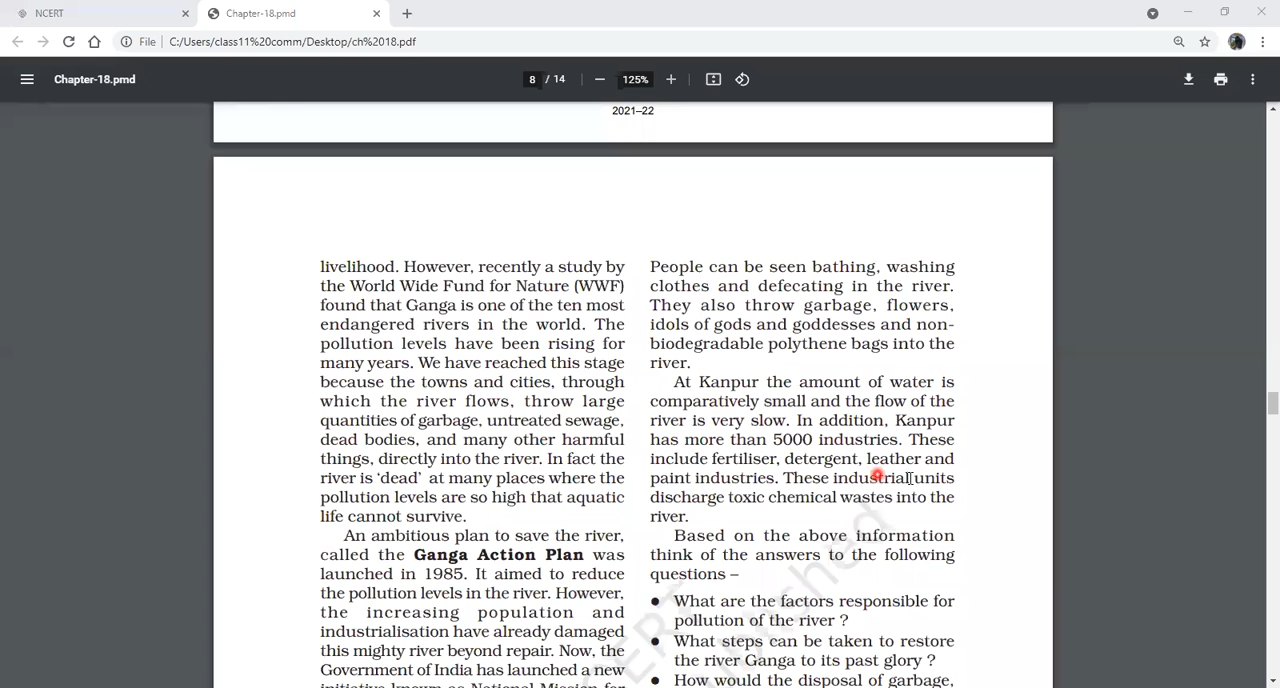 NCERT
Chapter-18.pmd
File
C:/Users/class11%20comm/Desktop/ch%2018.pdf
Chapter-18.pmd
8 / 14
125%
2021–22
livelihood. However, recently a study by
the World Wide Fund for Nature (WWF)
found that Ganga is one of the ten most
endangered rivers in the world. The
pollution levels have been rising for
many years. We have reached this stage
because the towns and cities, through
which the river flows, throw large
quantities of garbage, untreated sewage,
dead bodies, and many other harmful
things, directly into the river. In fact the
river is ‘dead’ at many places where the
pollution levels are so high that aquatic
life cannot survive.
An ambitious plan to save the river,
called the Ganga Action Plan was
launched in 1985. It aimed to reduce
the pollution levels in the river. However,
the increasing population and
industrialisation have already damaged
this mighty river beyond repair. Now, the
Government of India has launched a new
initiative known as National Mission for
People can be seen bathing, washing
clothes and defecating in the river.
They also throw garbage, flowers,
idols of gods and goddesses and non-
biodegradable polythene bags into the
river.
At Kanpur the amount of water is
comparatively small and the flow of the
river is very slow. In addition, Kanpur
has more than 5000 industries. These
include fertiliser, detergent, leather and
paint industries. These industrial units
discharge toxic chemical wastes into the
river.
Based on the above information
think of the answers to the following
questions –
● What are the factors responsible for
pollution of the river ?
● What steps can be taken to restore
the river Ganga to its past glory ?
● How would the disposal of garbage,